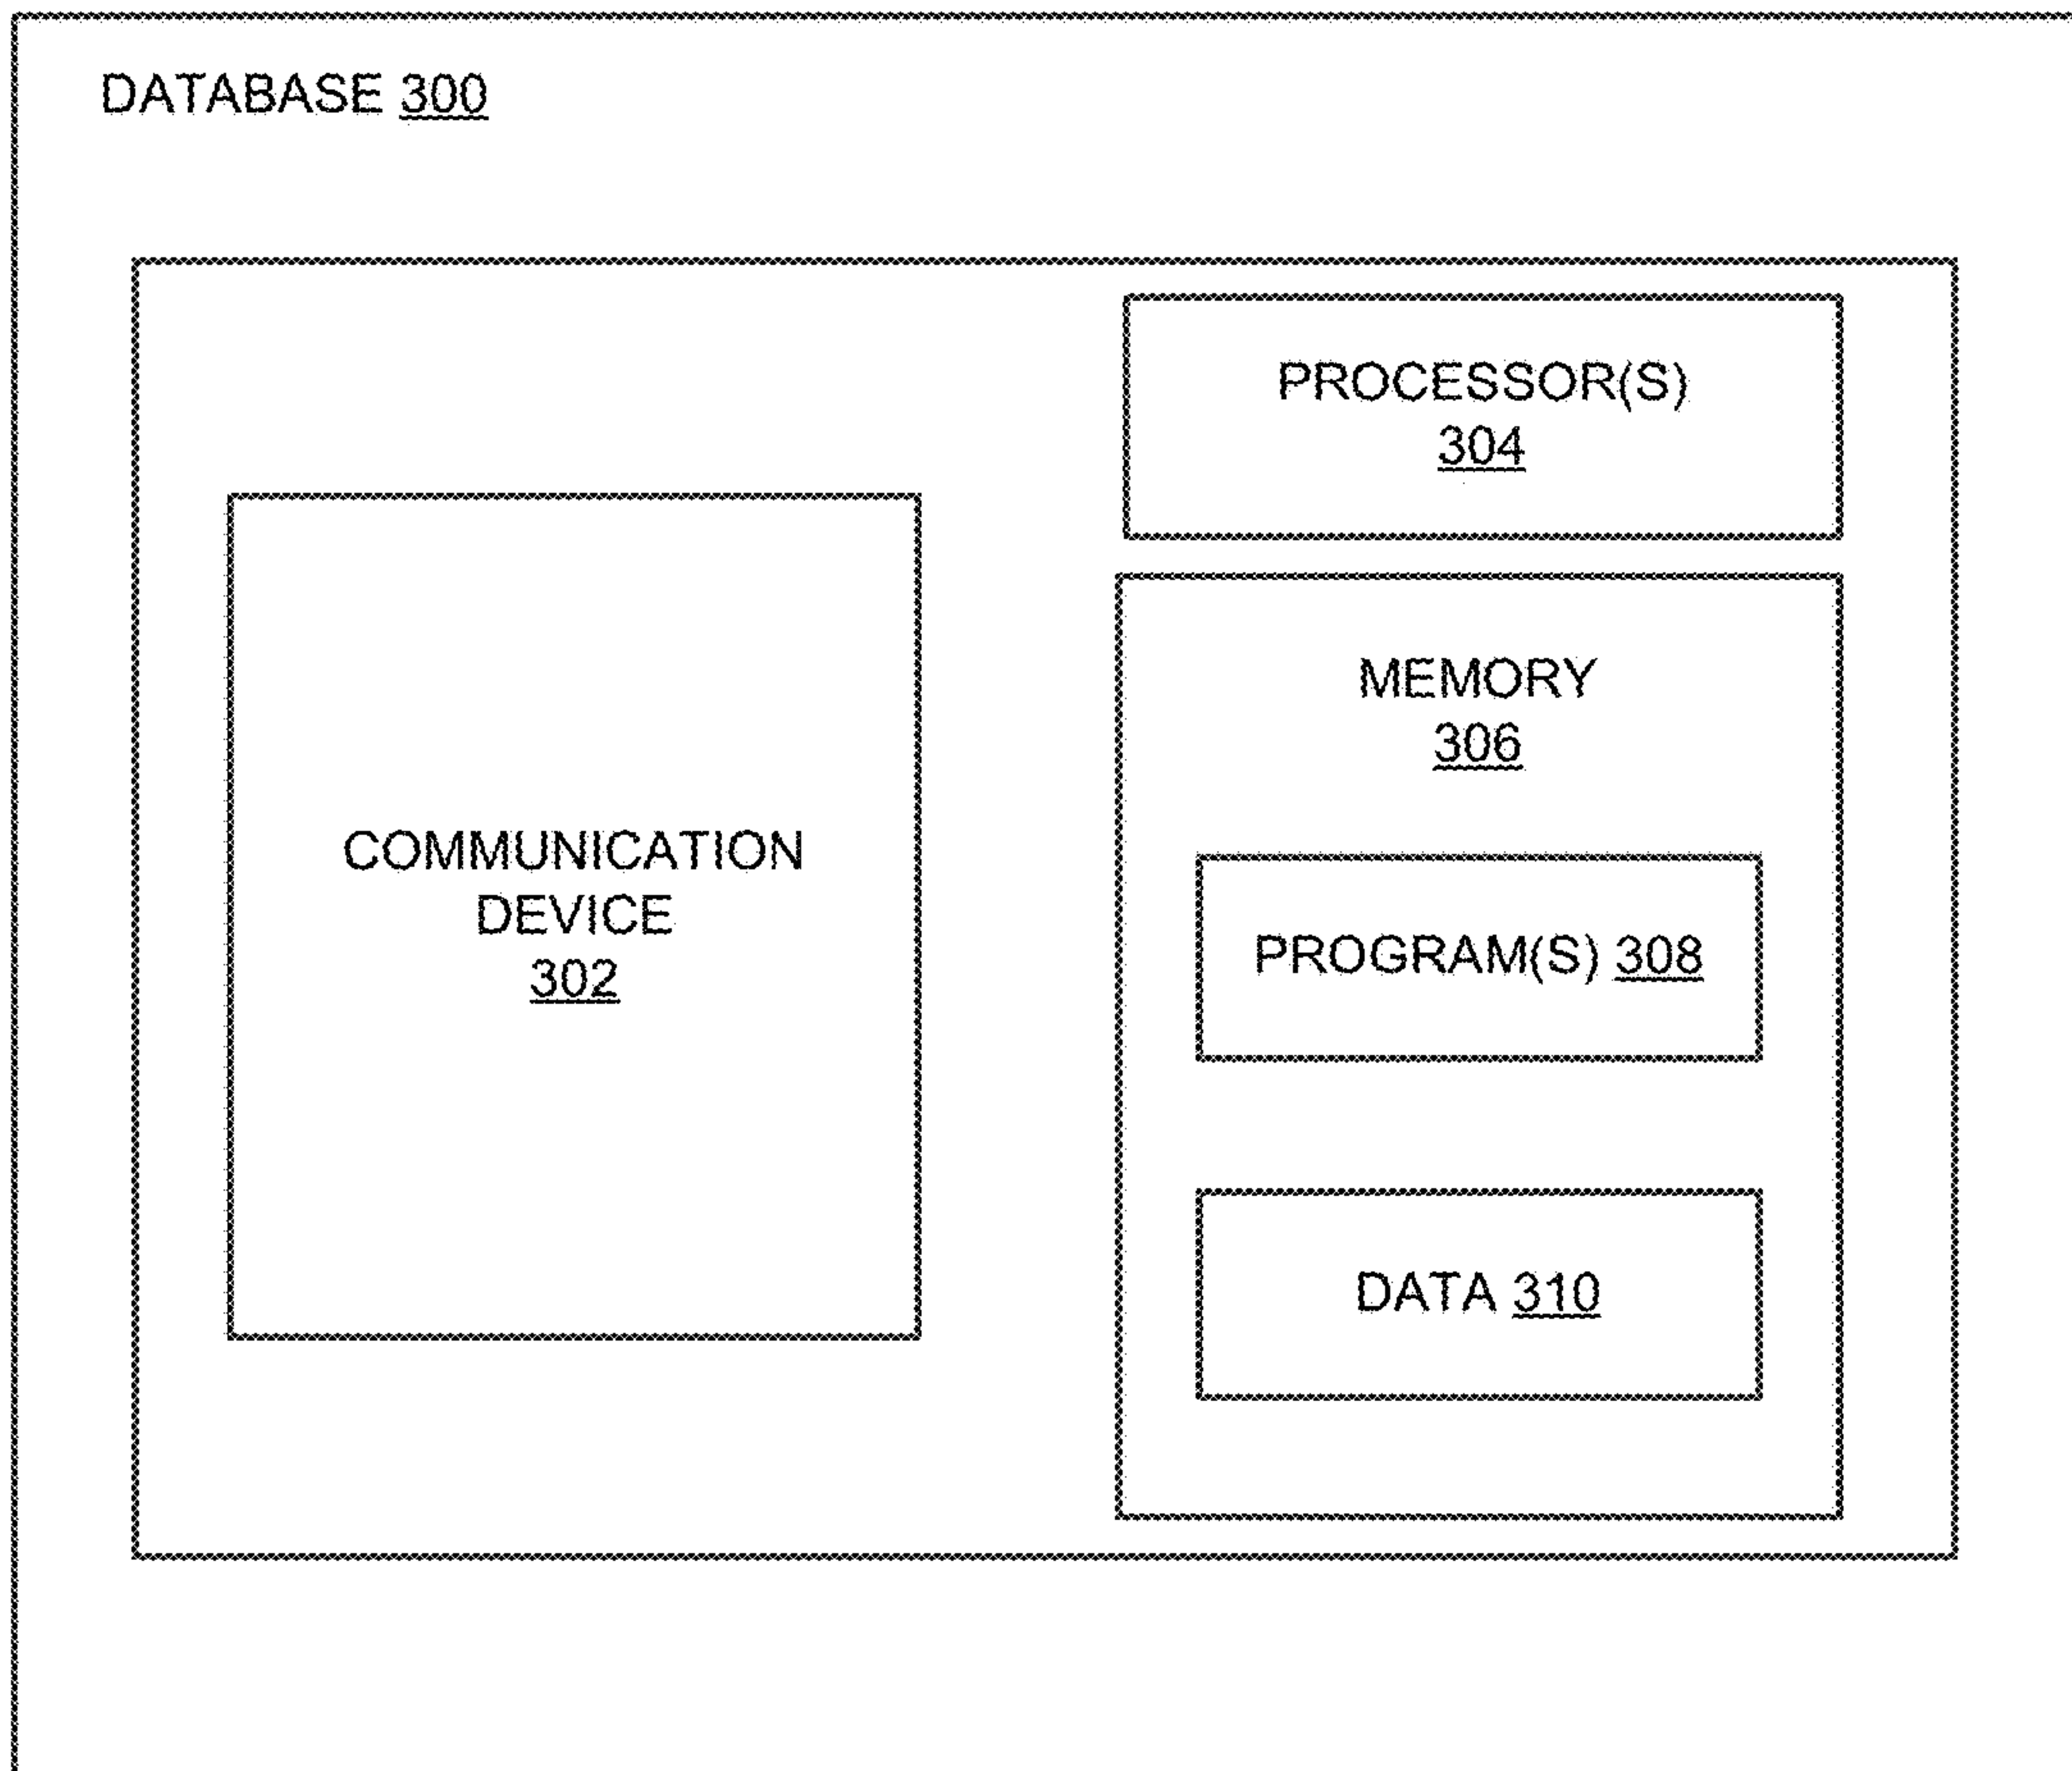 DATABASE 300
PROCESSOR(S)
304
COMMUNICATION
DEVICE
302
MEMORY
306
PROGRAM(S) 308
DATA 310